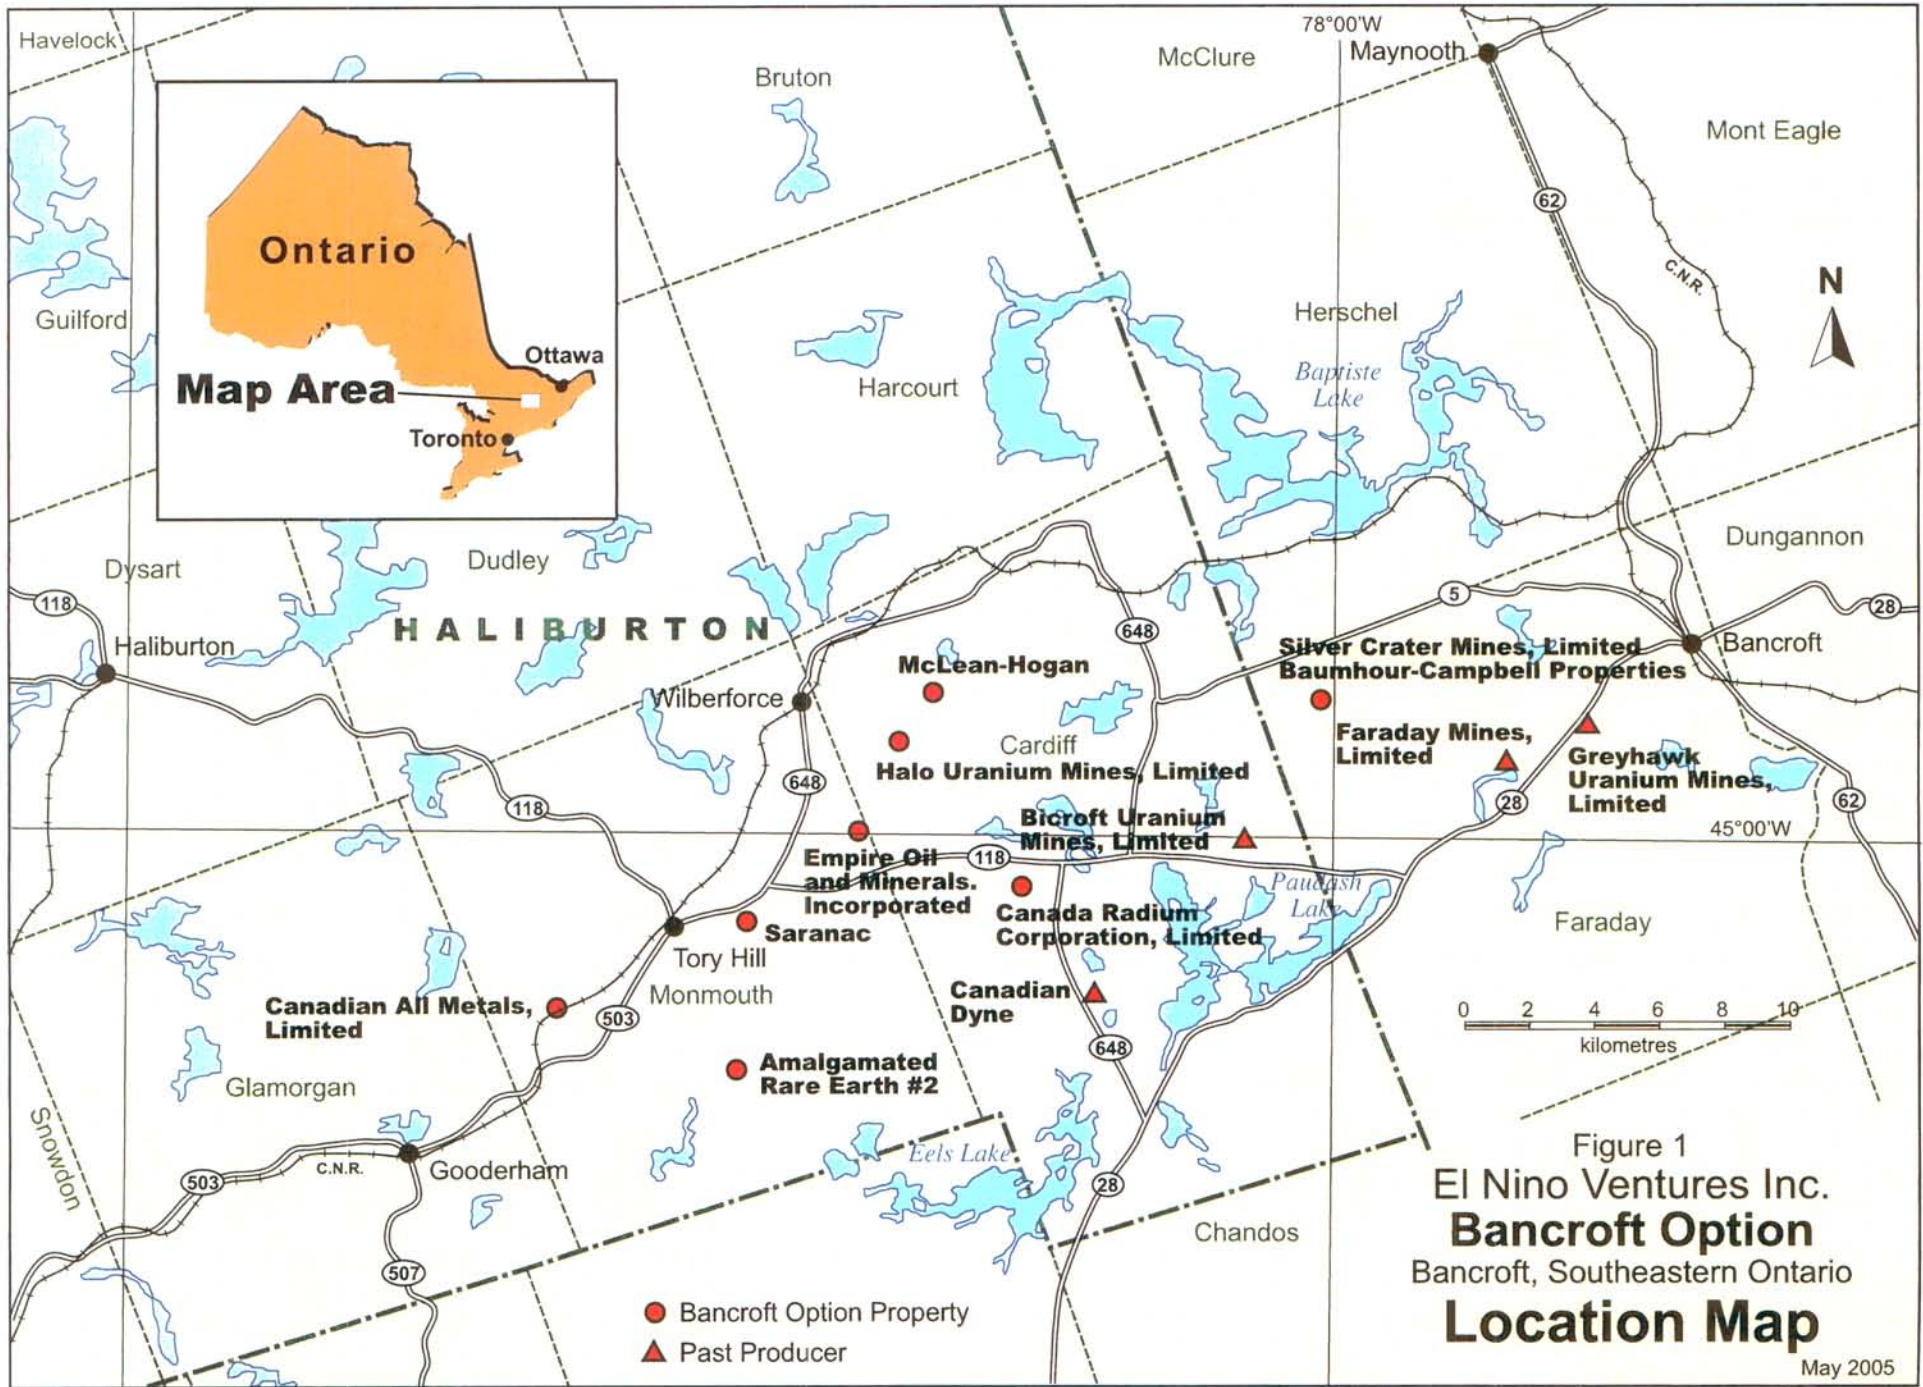 Havelock
Bruton
McClure
78°00'W
Maynooth
Mont Eagle
62
C.N.R.
N
Ontario
Ottawa
Map Area
Toronto
Guilford
Harcourt
Herschel
Baptiste
Lake
Dysart
Dudley
Dungannon
118
Haliburton
HALIBURTON
648
5
28
Bancroft
Wilberforce
McLean-Hogan
Silver Crater Mines, Limited
Baumhour-Campbell Properties
Cardiff
Halo Uranium Mines, Limited
Faraday Mines,
Limited
Greyhawk
Uranium Mines,
Limited
648
118
28
62
45°00'W
Bicroft Uranium
Mines, Limited
Empire Oil
and Minerals.
Incorporated
118
Paudash
Lake
Canada Radium
Corporation, Limited
Faraday
Saranac
Tory Hill
Monmouth
Canadian All Metals,
Limited
503
Canadian
Dyne
648
0 2 4 6 8 10
kilometres
Amalgamated
Rare Earth #2
Glamorgan
Snowdon
Eels Lake
503
C.N.R.
Gooderham
28
Chandos
507
Bancroft Option Property
Past Producer
Figure 1
El Nino Ventures Inc.
Bancroft Option
Bancroft, Southeastern Ontario
Location Map
May 2005